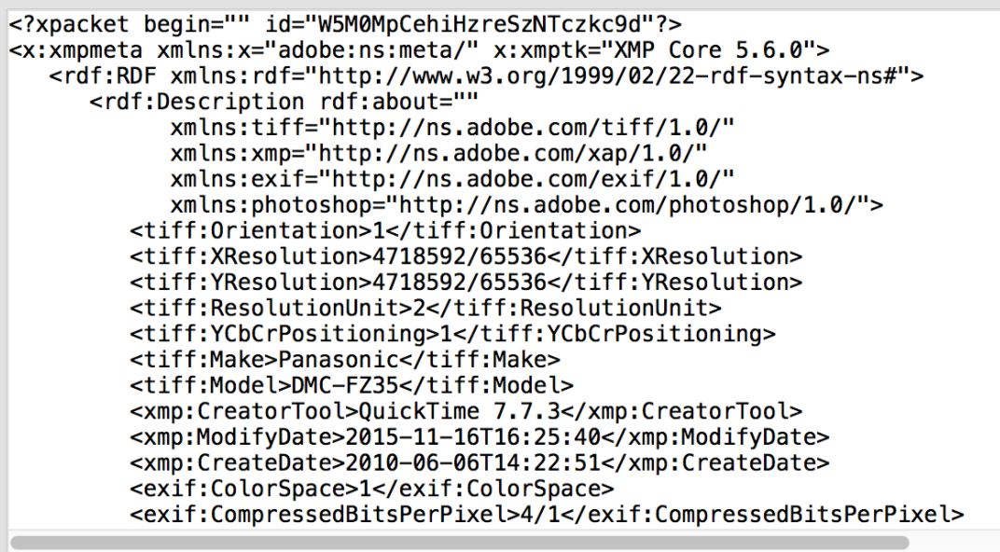 <?xpacket begin="" id="W5M0MpCehiHzreSzNTczkc9d"?>
<x:xmpmeta xmlns:x="adobe:ns:meta/" x:xmptk="XMP Core 5.6.0">
<rdf:RDF xmlns:rdf="http://www.w3.org/1999/02/22-rdf-syntax-ns#">
<rdf:Description rdf:about=""
xmlns:tiff="http://ns.adobe.com/tiff/1.0/"
xmlns:xmp="http://ns.adobe.com/xap/1.0/"
xmlns:exif="http://ns.adobe.com/exif/1.0/"
xmlns:photoshop="http://ns.adobe.com/photoshop/1.0/">
<tiff:Orientation>1</tiff:Orientation>
<tiff:XResolution>4718592/65536</tiff:XResolution>
<tiff:YResolution>4718592/65536</tiff:YResolution>
<tiff:ResolutionUnit>2</tiff:ResolutionUnit>
<tiff:YCbCrPositioning>1</tiff:YCbCrPositioning>
<tiff:Make>Panasonic</tiff:Make>
<tiff:Model>DMC-FZ35</tiff:Model>
<xmp:CreatorTool>QuickTime 7.7.3</xmp:CreatorTool>
<xmp:ModifyDate>2015-11-16T16:25:40</xmp:ModifyDate>
<xmp:CreateDate>2010-06-06T14:22:51</xmp:CreateDate>
<exif:ColorSpace>1</exif:ColorSpace>
<exif:CompressedBitsPerPixel>4/1</exif:CompressedBitsPerPixel>